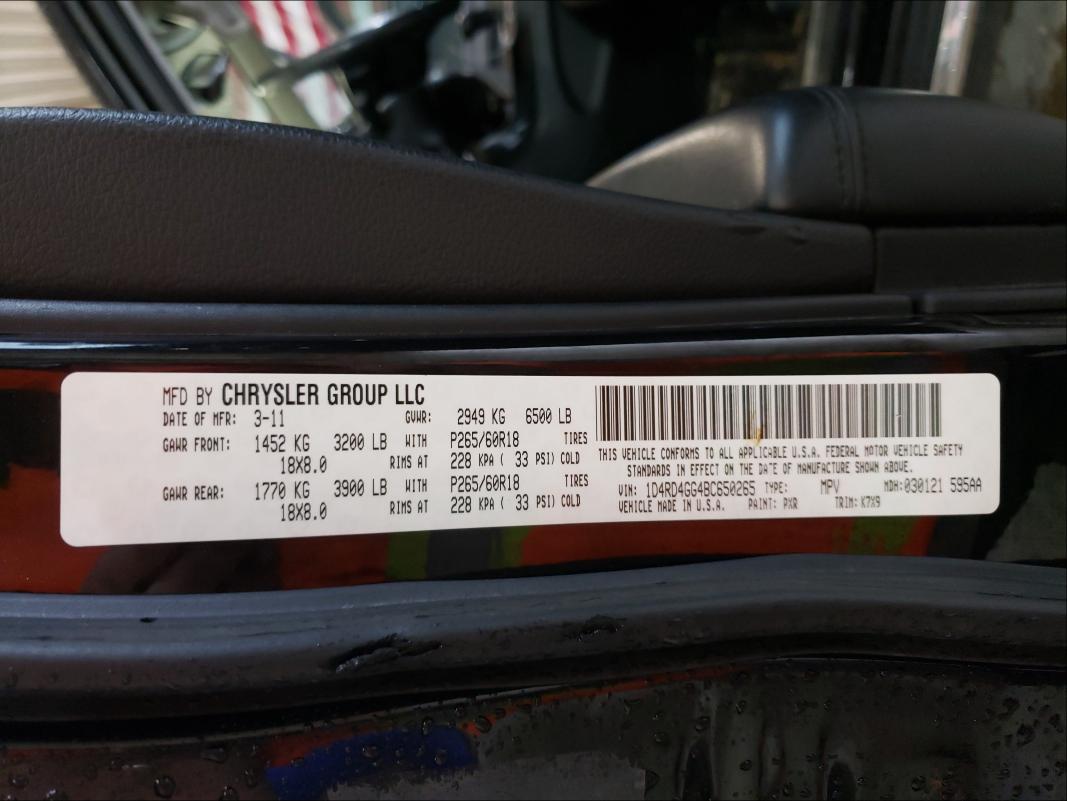 MFD BY CHRYSLER GROUP LLC
DATE OF MFR: 3-11 GVWR: 2949 KG 6500 LB
GAWR FRONT: 1452 KG 3200 LB WITH P265/60R18 TIRES
18X8.0 RIMS AT 228 KPA ( 33 PSI) COLD
GAWR REAR: 1770 KG 3900 LB WITH P265/60R18 TIRES
18X8.0 RIMS AT 228 KPA ( 33 PSI) COLD
THIS VEHICLE CONFORMS TO ALL APPLICABLE U.S.A. FEDERAL MOTOR VEHICLE SAFETY
STANDARDS IN EFFECT ON THE DATE OF MANUFACTURE SHOWN ABOVE.
VIN: 1D4RD4GG4BC650265 TYPE: MPV MDH:030121 595AA
VEHICLE MADE IN U.S.A. PAINT: PXR TRIM: K7X9